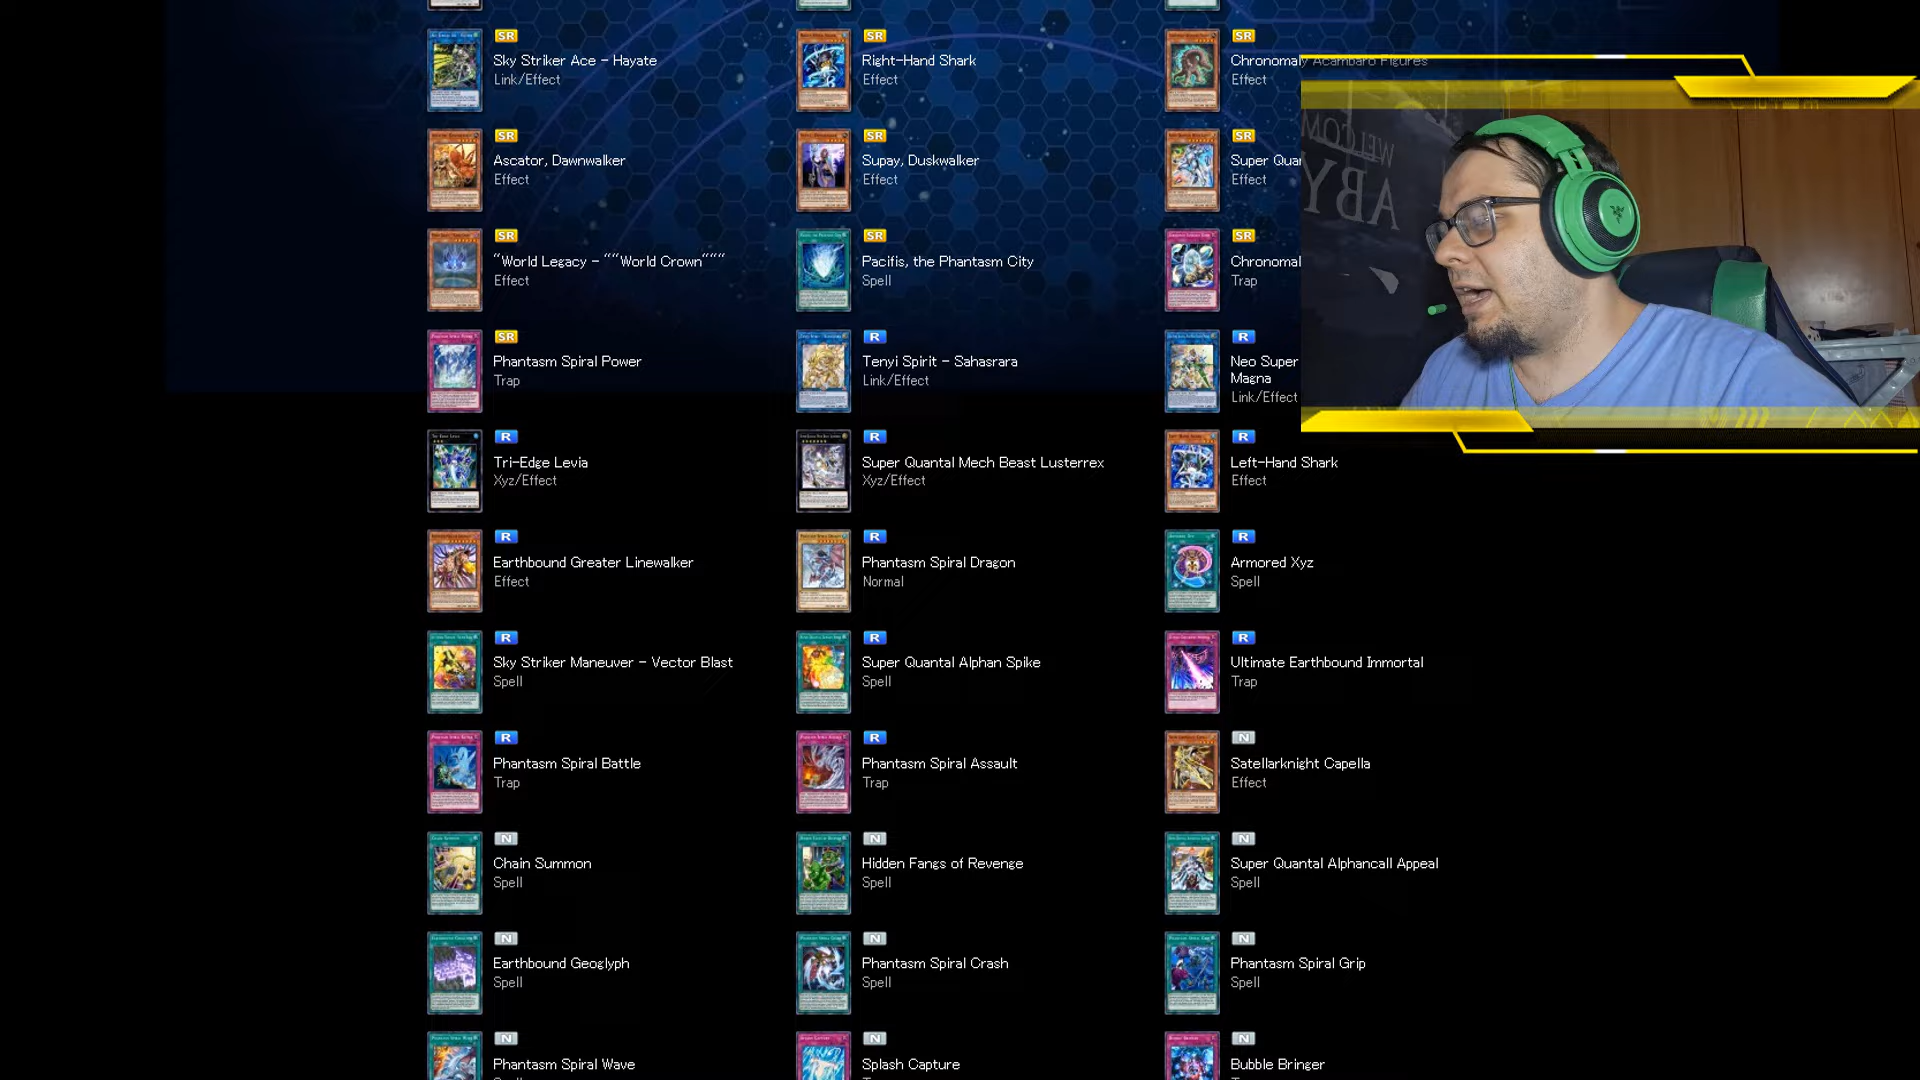 SR
Sky Striker Ace - Hayate
Link/Effect
SR
Right-Hand Shark
Effect
SR
Chronomaly Acambaro Figures
Effect
SR
Ascator, Dawnwalker
Effect
SR
Supay, Duskwalker
Effect
SR
Super Quan
Effect
SR
"World Legacy - ""World Crown"""
Effect
SR
Pacifis, the Phantasm City
Spell
SR
Chronomal
Trap
SR
Phantasm Spiral Power
Trap
R
Tenyi Spirit - Sahasrara
Link/Effect
R
Neo Super
Magna
Link/Effect
WELCOM
ABY
R
Tri-Edge Levia
Xyz/Effect
R
Super Quantal Mech Beast Lusterrex
Xyz/Effect
R
Left-Hand Shark
Effect
R
Earthbound Greater Linewalker
Effect
R
Phantasm Spiral Dragon
Normal
R
Armored Xyz
Spell
R
Sky Striker Maneuver - Vector Blast
Spell
R
Super Quantal Alphan Spike
Spell
R
Ultimate Earthbound Immortal
Trap
R
Phantasm Spiral Battle
Trap
R
Phantasm Spiral Assault
Trap
N
Satellarknight Capella
Effect
N
Chain Summon
Spell
N
Hidden Fangs of Revenge
Spell
N
Super Quantal Alphancall Appeal
Spell
N
Earthbound Geoglyph
Spell
N
Phantasm Spiral Crash
Spell
N
Phantasm Spiral Grip
Spell
N
Phantasm Spiral Wave
N
Splash Capture
N
Bubble Bringer